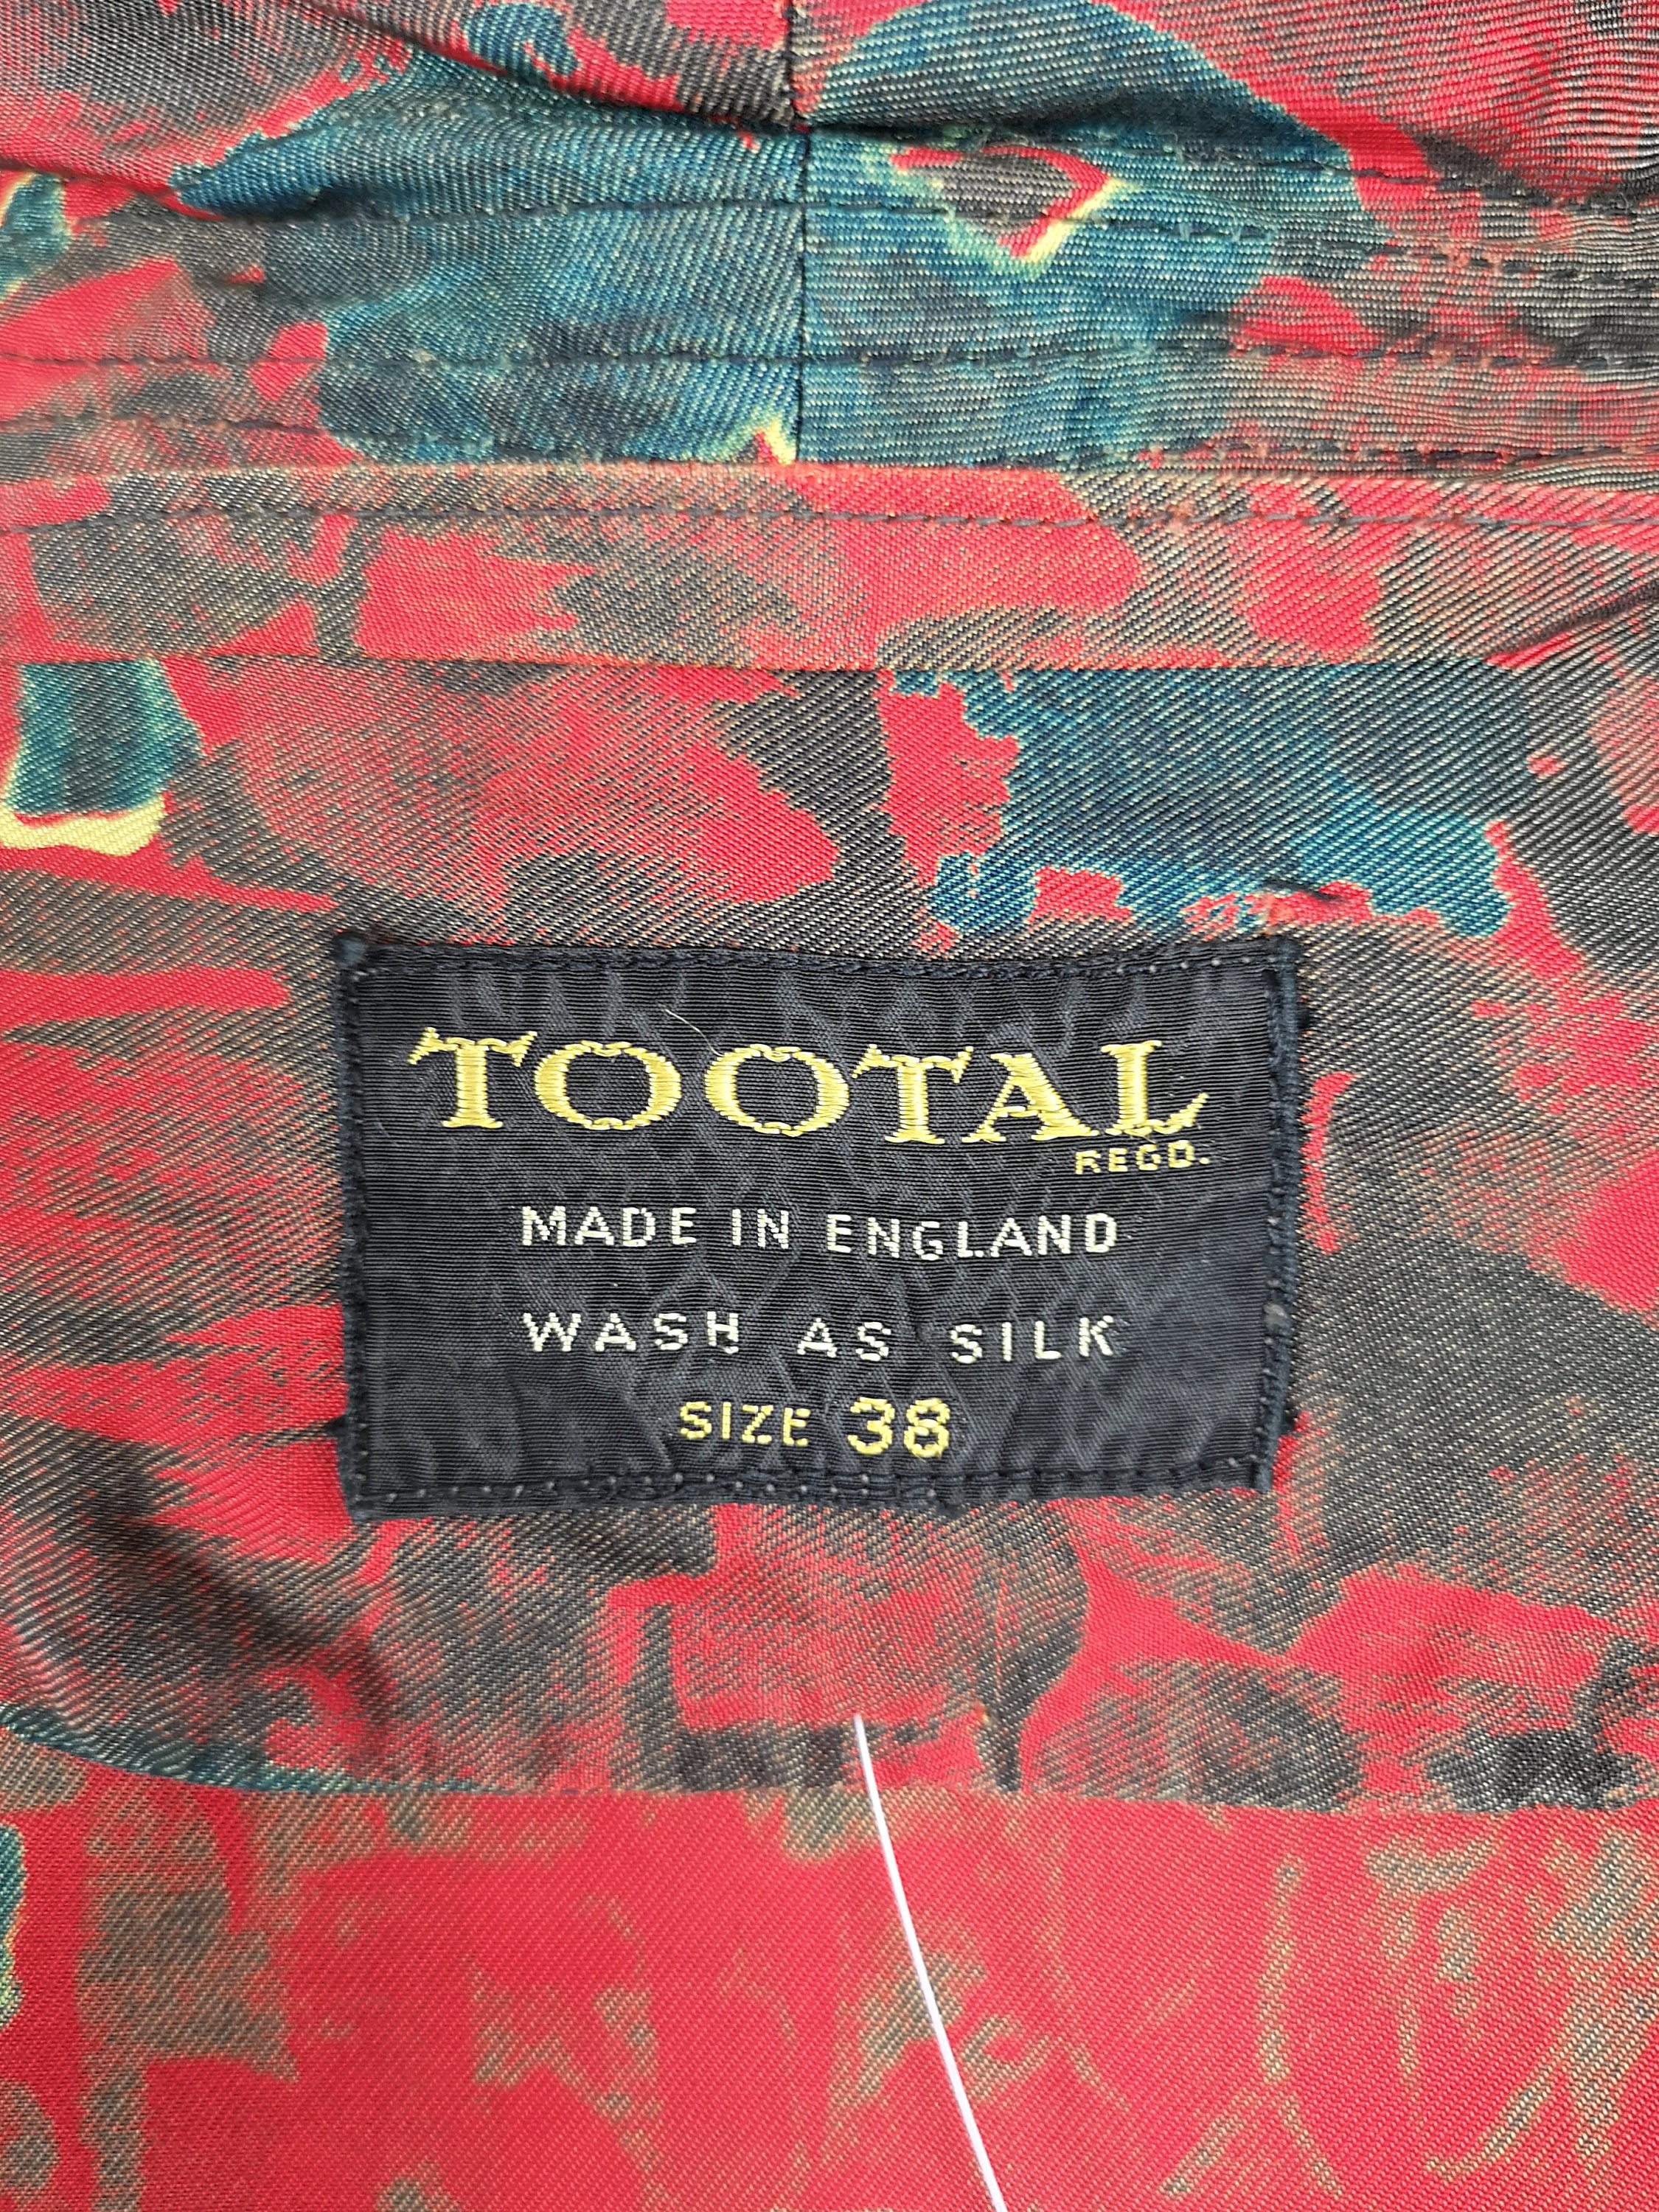 TOOTAL
REGD.
MADE IN ENGLAND
WASH AS SILK
SIZE 38